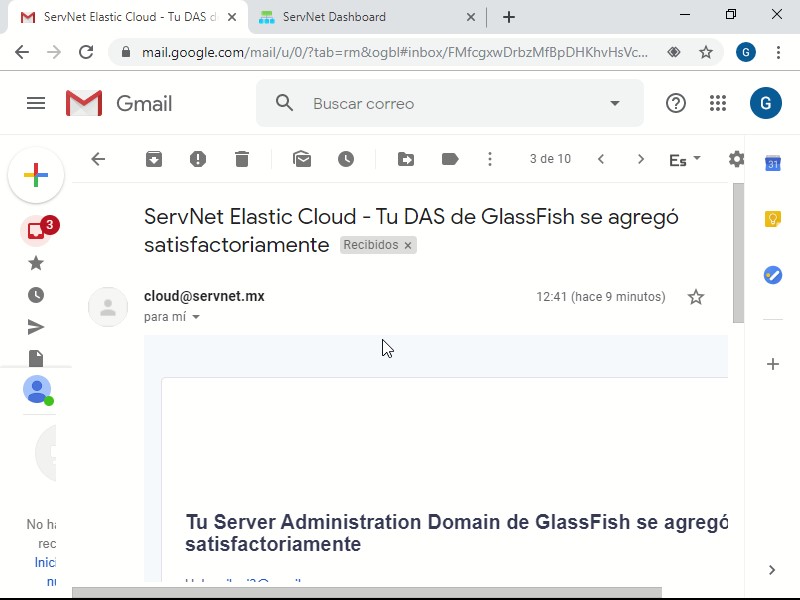 ServNet Elastic Cloud - Tu DAS d
ServNet Dashboard
mail.google.com/mail/u/0/?tab=rm&ogbl#inbox/FMfcgxwDrbzMfBpDHKhvHsVc...
G
Gmail
Buscar correo
G
3 de 10
Es
31
3
ServNet Elastic Cloud - Tu DAS de GlassFish se agregó
satisfactoriamente
Recibidos ×
cloud@servnet.mx
12:41 (hace 9 minutos)
para mí
Tu Server Administration Domain de GlassFish se agregó
satisfactoriamente
No ha
rec
Inici
nu